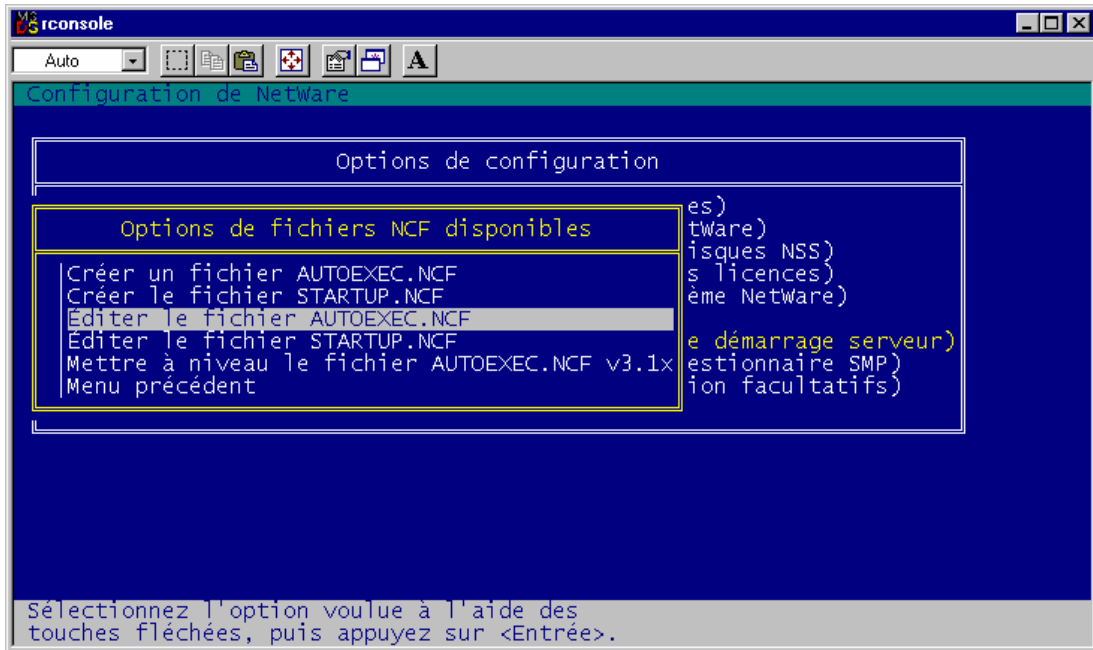 rconsole
Auto
A
Configuration de NetWare
Options de configuration
es)
Options de fichiers NCF disponibles
tWare)
isques NSS)
Créer un fichier AUTOEXEC.NCF
s licences)
Créer le fichier STARTUP.NCF
ème NetWare)
Éditer le fichier AUTOEXEC.NCF
Éditer le fichier STARTUP.NCF
e démarrage serveur)
Mettre à niveau le fichier AUTOEXEC.NCF v3.1x
estionnaire SMP)
Menu précédent
ion facultatifs)
Sélectionnez l'option voulue à l'aide des
touches fléchées, puis appuyez sur <Entrée>.